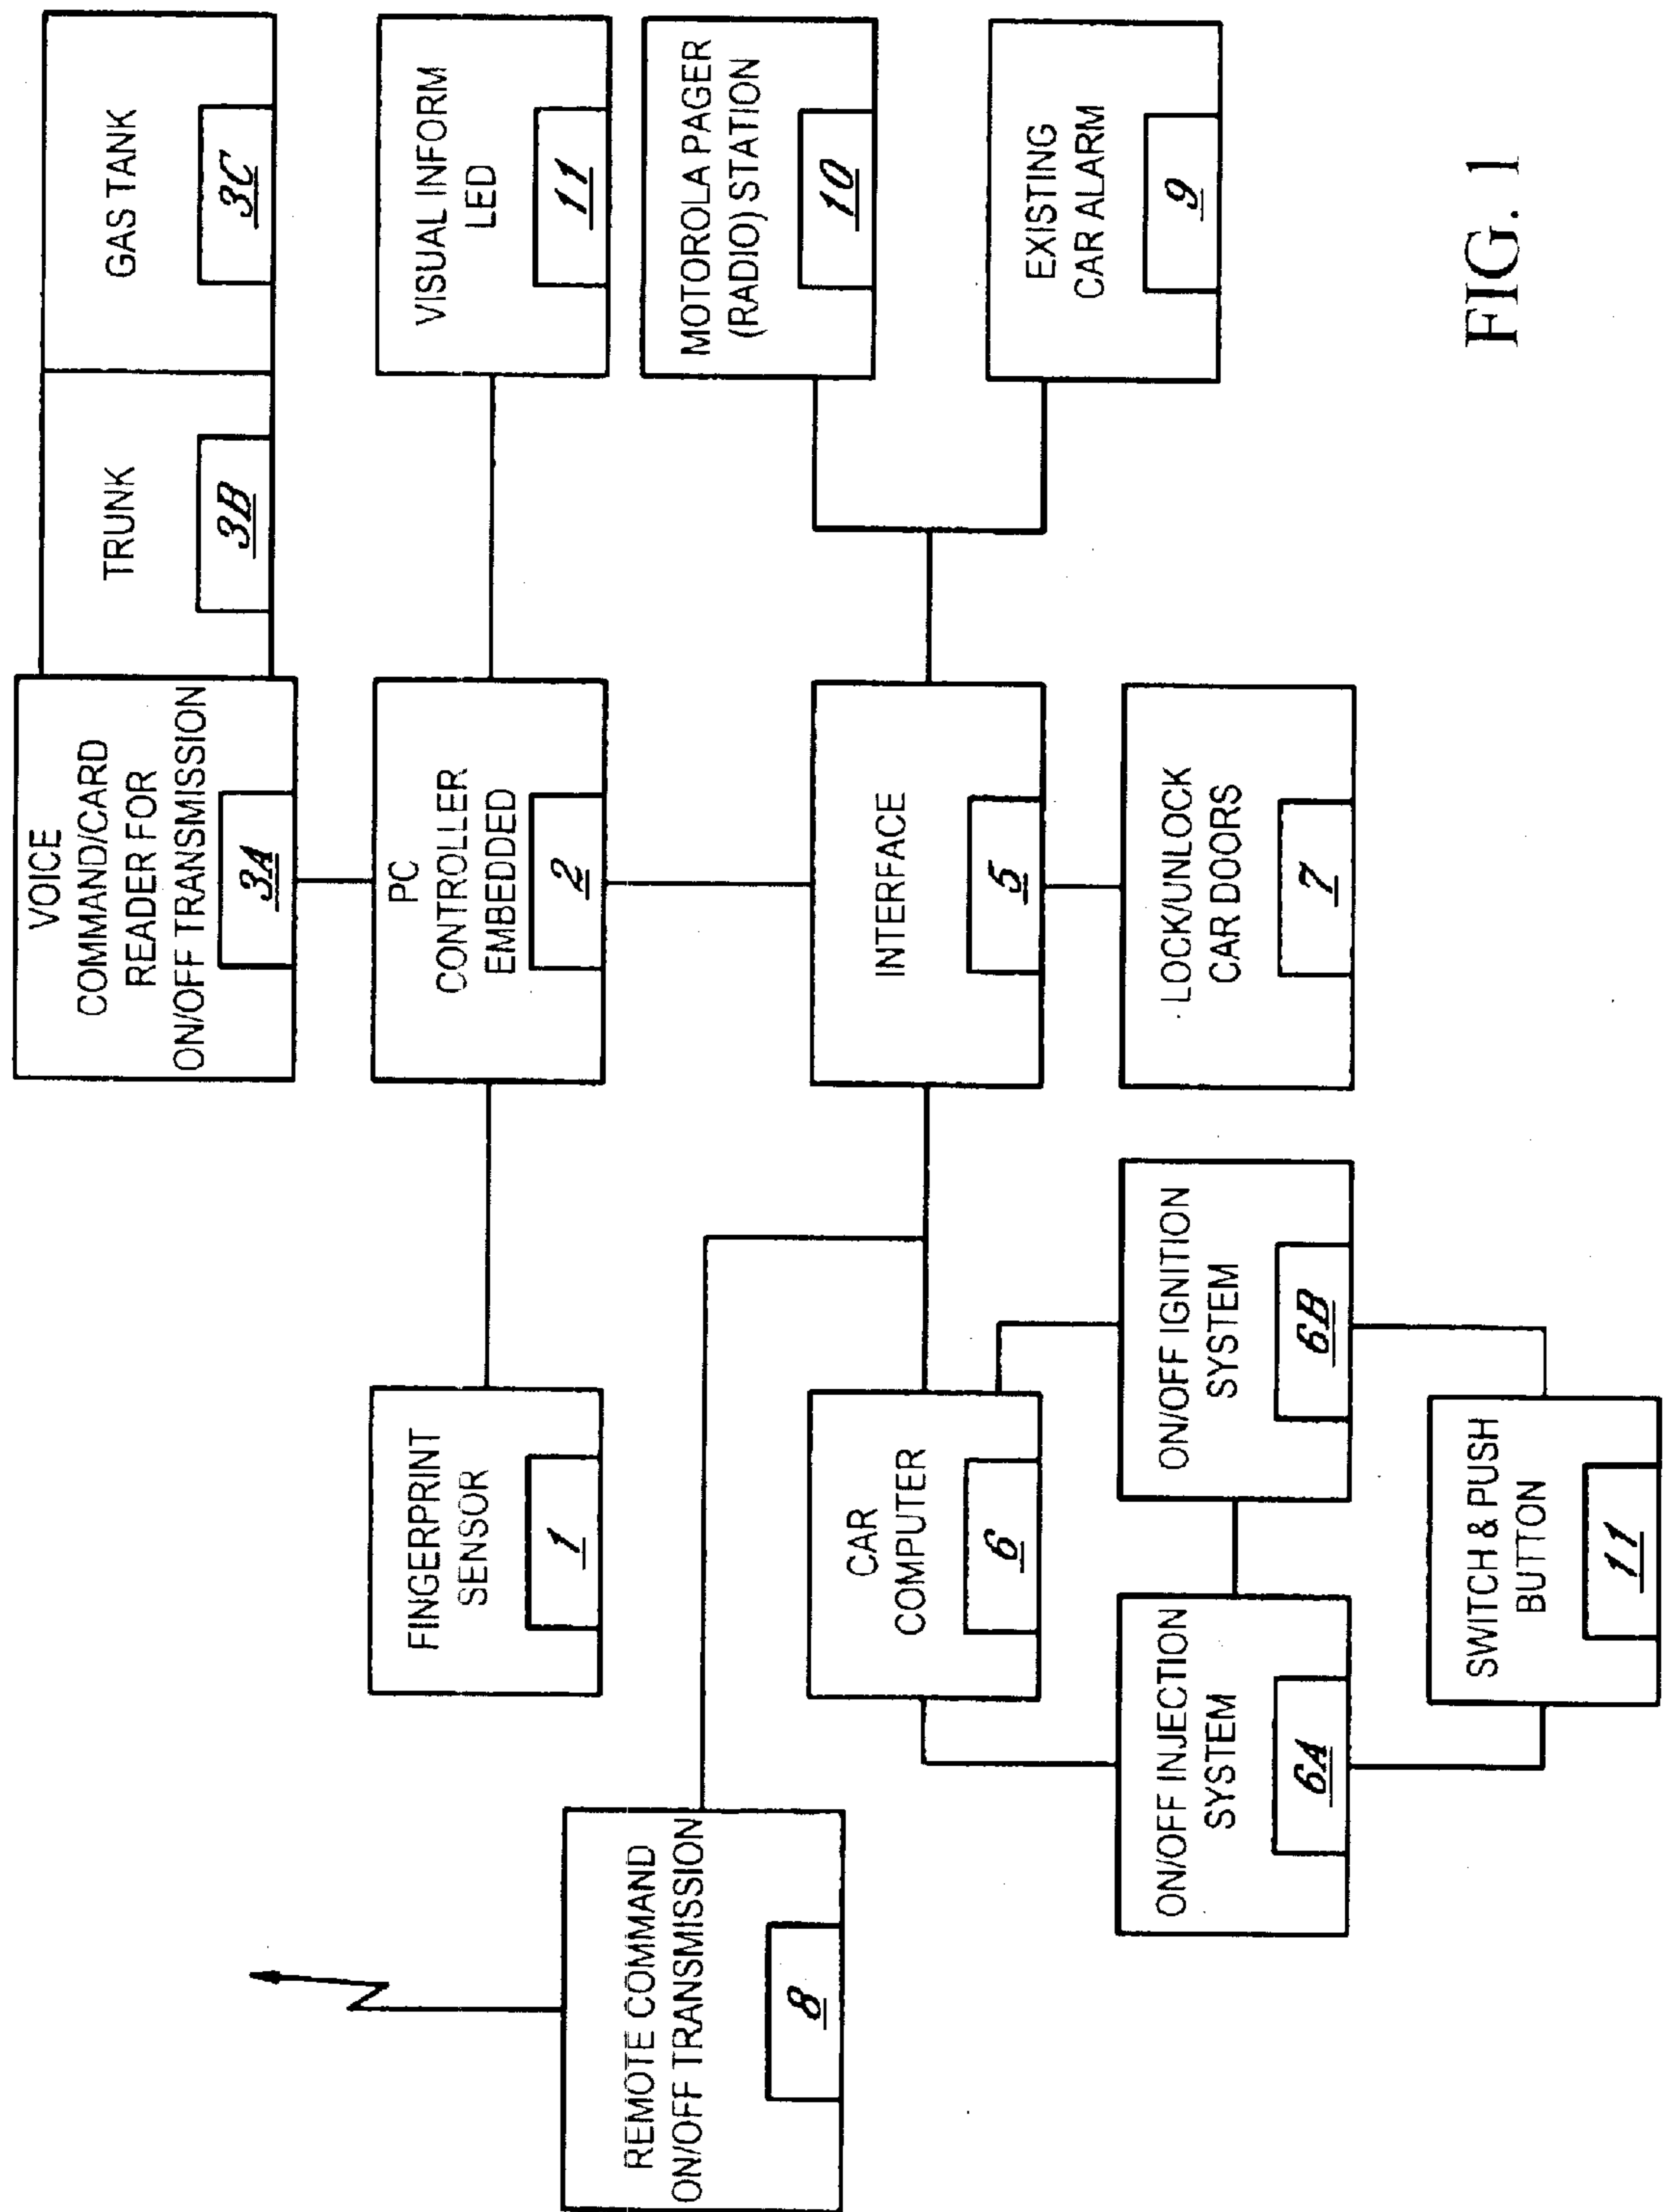 VOICE
COMMAND/CARD
READER FOR
ON/OFF TRANSMISSION
3A
TRUNK
3B
GAS TANK
3C
FINGERPRINT
SENSOR
1
PC
CONTROLLER
EMBEDDED
2
VISUAL INFORM
LED
11
REMOTE COMMAND
ON/OFF TRANSMISSION
8
MOTOROLA PAGER
(RADIO) STATION
10
CAR
COMPUTER
6
INTERFACE
5
EXISTING
CAR ALARM
9
ON/OFF INJECTION
SYSTEM
6A
ON/OFF IGNITION
SYSTEM
6B
LOCK/UNLOCK
CAR DOORS
7
SWITCH & PUSH
BUTTON
11
FIG. 1